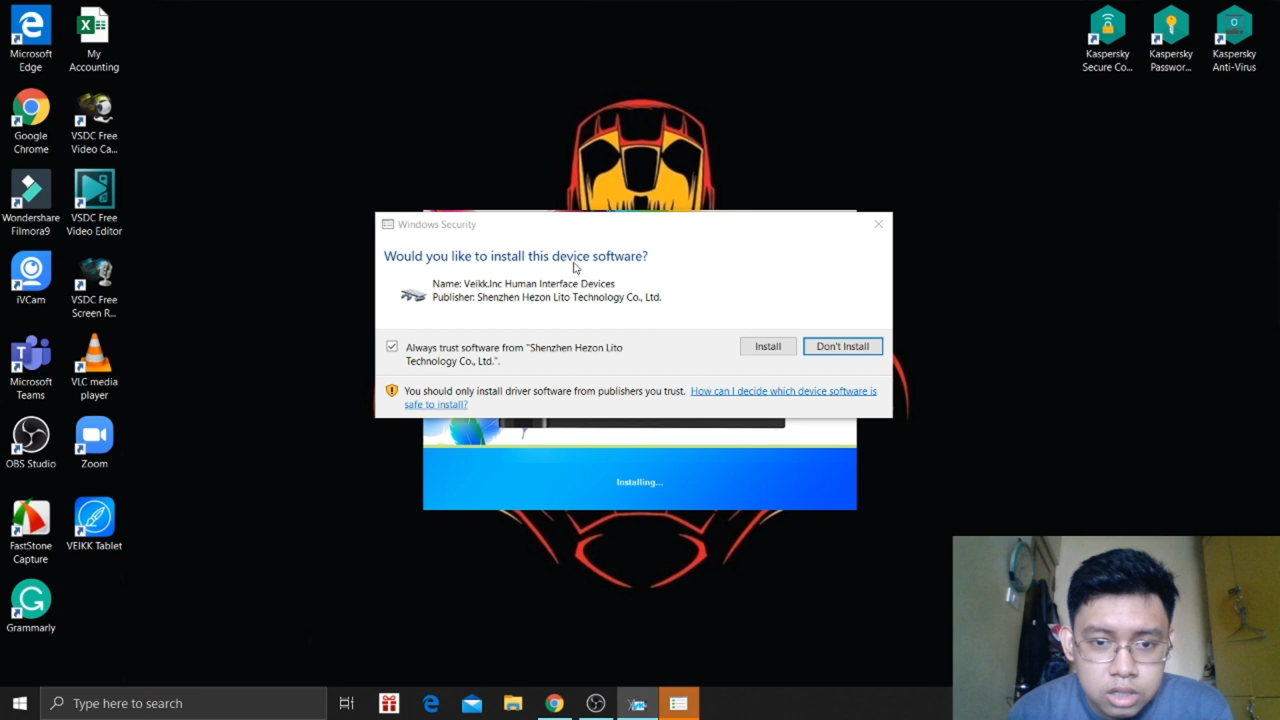 Microsoft
Edge
My
Accounting
Google
Chrome
VSDC Free
Video Ca...
Wondershare
Filmora9
VSDC Free
Video Editor
iVCam
VSDC Free
Screen R...
Microsoft
Teams
VLC media
player
OBS Studio
Zoom
FastStone
Capture
VEIKK Tablet
Grammarly
Kaspersky
Secure Co...
Kaspersky
Passwor...
Kaspersky
Anti-Virus
Windows Security
Would you like to install this device software?
Name: Veikk.Inc Human Interface Devices
Publisher: Shenzhen Hezon Lito Technology Co., Ltd.
Always trust software from "Shenzhen Hezon Lito
Technology Co., Ltd.".
Install
Don't Install
You should only install driver software from publishers you trust. How can I decide which device software is
safe to install?
Installing...
Type here to search